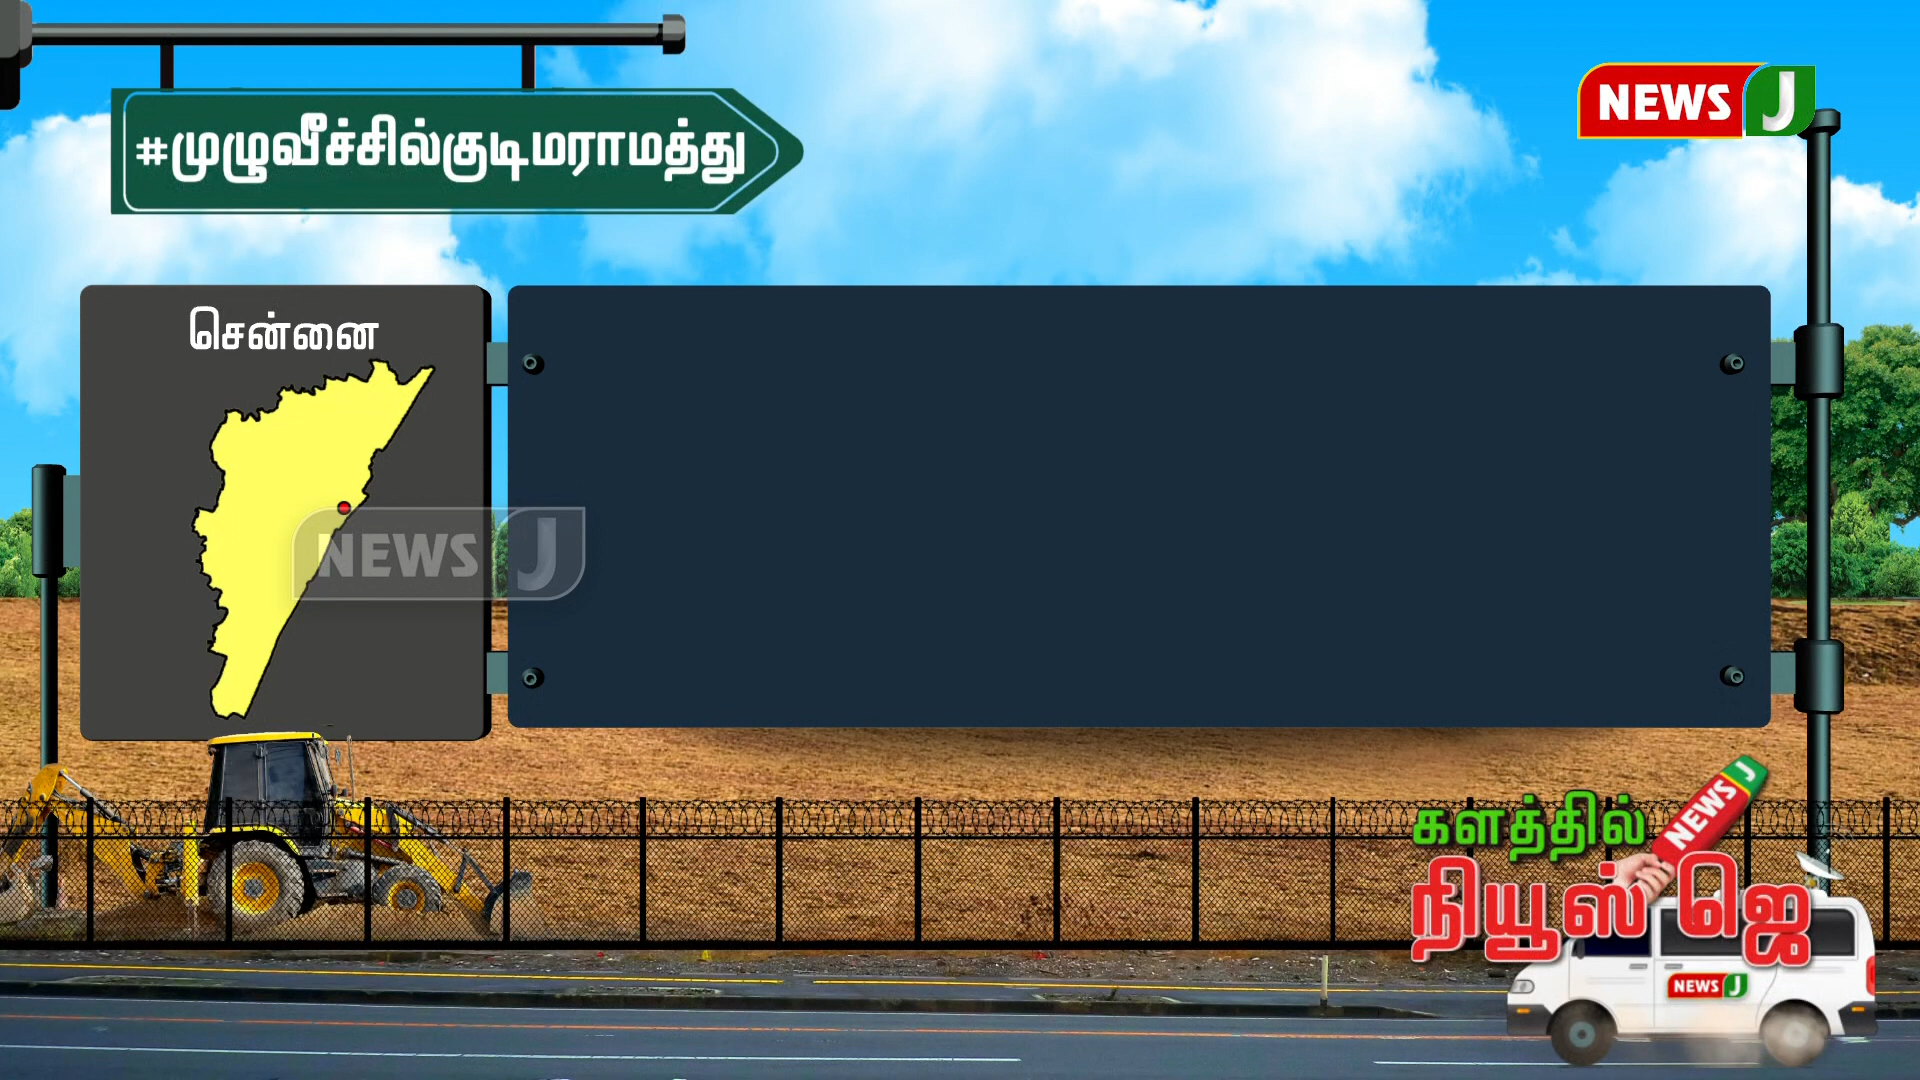 #முழுவீச்சில்குடிமராமத்து
NEWS J
சென்னை
NEWS J
களத்தில்
NEWS J
நியூஸ் ஜெ
NEWS J